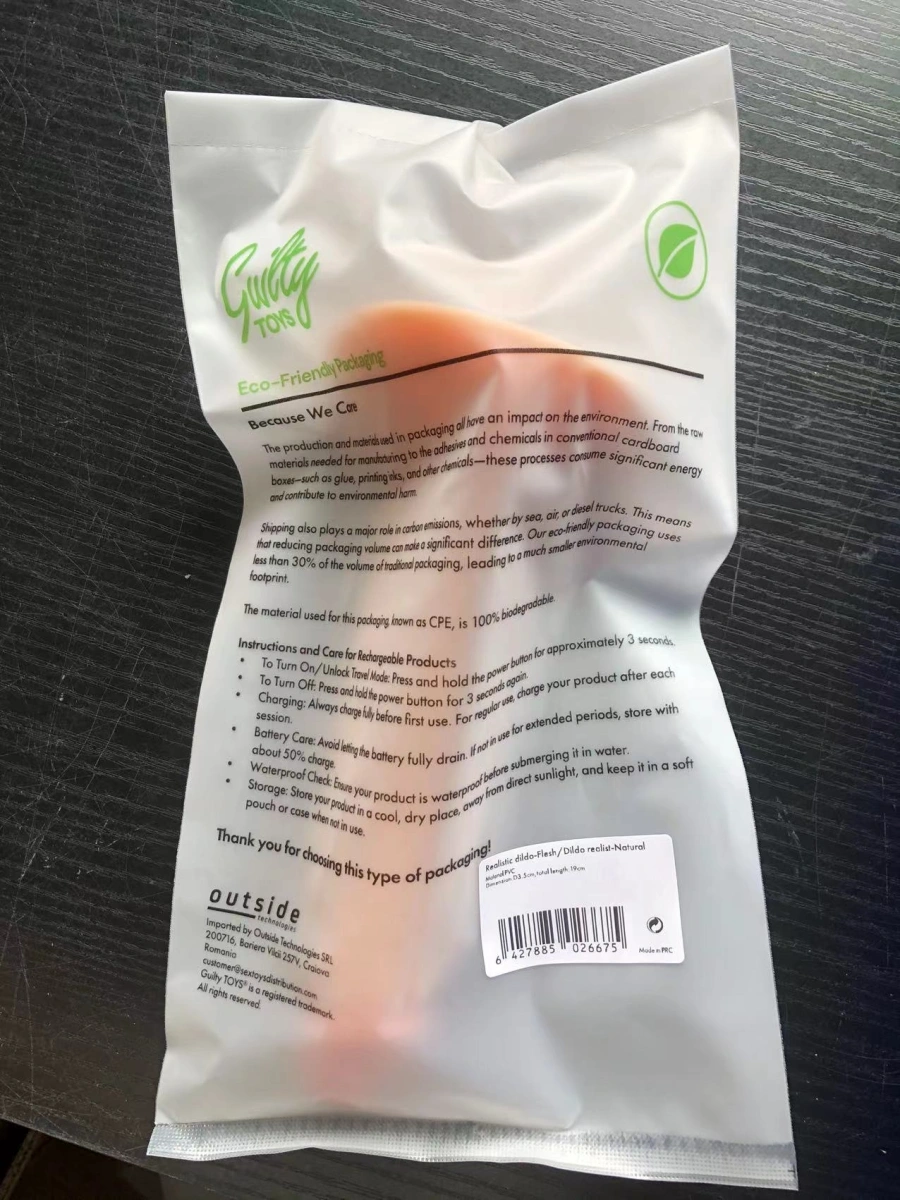 Guilty
TOYS
Eco-Friendly Packaging
Because We Care
The production and materials used in packaging all have an impact on the environment. From the raw
materials needed for manufacturing to the adhesives and chemicals in conventional cardboard
boxes—such as glue, printing inks, and other chemicals—these processes consume significant energy
and contribute to environmental harm.
Shipping also plays a major role in carbon emissions, whether by sea, air, or diesel trucks. This means
that reducing packaging volume can make a significant difference. Our eco-friendly packaging uses
less than 30% of the volume of traditional packaging, leading to a much smaller environmental
footprint.
The material used for this packaging, known as CPE, is 100% biodegradable.
Instructions and Care for Rechargeable Products
• To Turn On/Unlock Travel Mode: Press and hold the power button for approximately 3 seconds.
• To Turn Off: Press and hold the power button for 3 seconds again.
• Charging: Always charge fully before first use. For regular use, charge your product after each
session.
• Battery Care: Avoid letting the battery fully drain. If not in use for extended periods, store with
about 50% charge.
• Waterproof Check: Ensure your product is waterproof before submerging it in water.
• Storage: Store your product in a cool, dry place, away from direct sunlight, and keep it in a soft
pouch or case when not in use.
Thank you for choosing this type of packaging!
outside
technologies
Imported by Outside Technologies SRL
200716, Bariera Vilcii 257V, Craiova
Romania
customer@sextoysdistribution.com
Guilty TOYS® is a registered trademark.
All rights reserved.
Realistic dildo-Flesh/Dildo realist-Natural
Material:PVC
Dimension: D3.5cm, total length: 19cm
6 427885 026675
Made in PRC